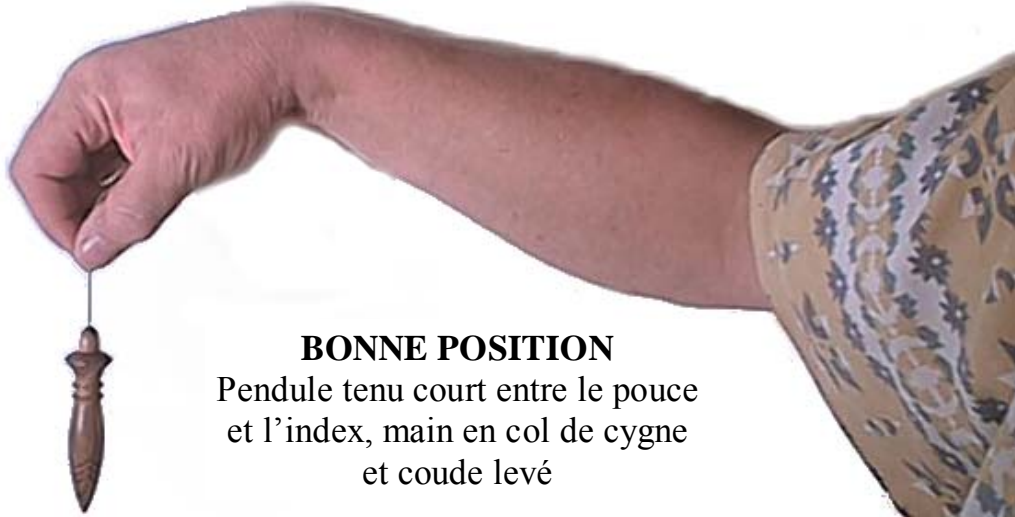 BONNE POSITION
Pendule tenu court entre le pouce
et l’index, main en col de cygne
et coude levé